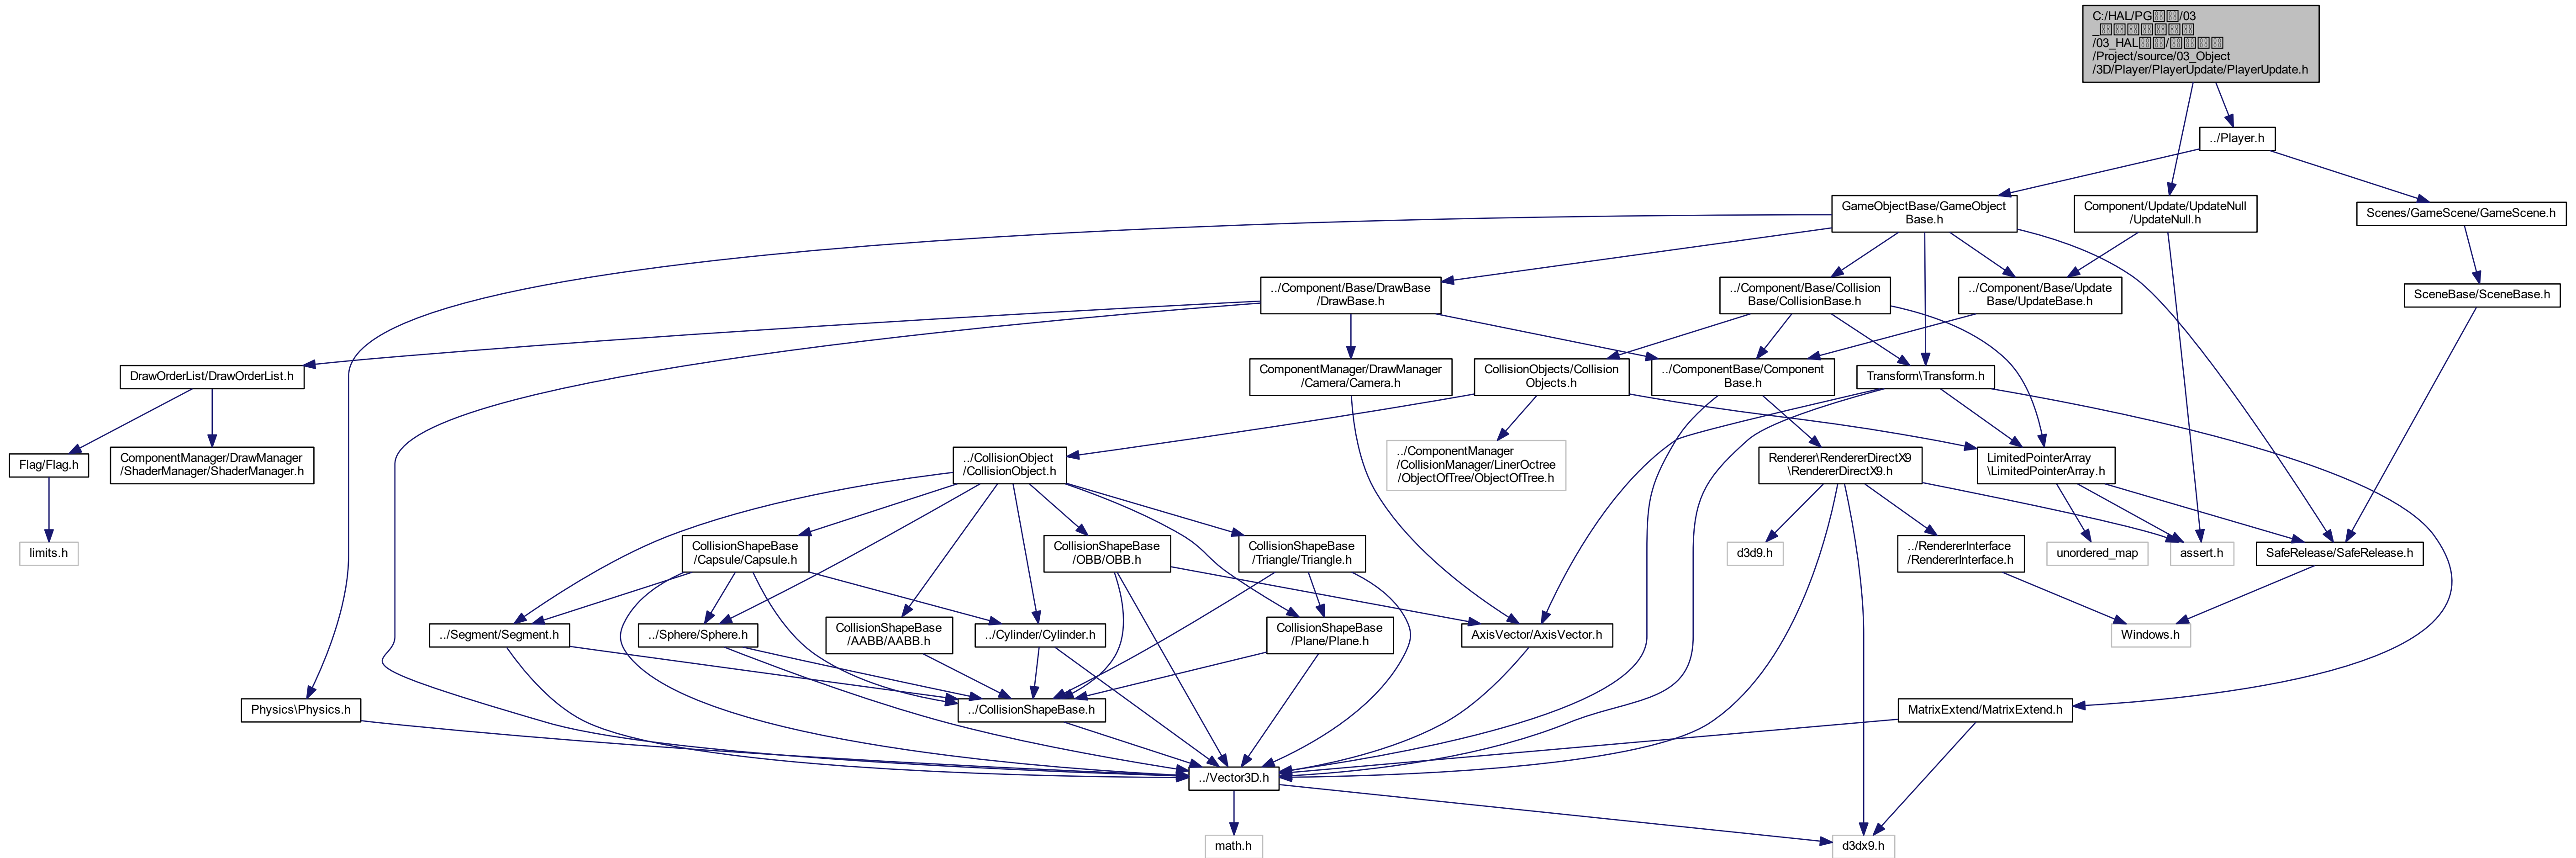 C:/HAL/PG/03
_
/03_HAL/
/Project/source/03_Object
/3D/Player/PlayerUpdate/PlayerUpdate.h
../Player.h
GameObjectBase/GameObject
Base.h
Component/Update/UpdateNull
/UpdateNull.h
Scenes/GameScene/GameScene.h
../Component/Base/DrawBase
/DrawBase.h
../Component/Base/Collision
Base/CollisionBase.h
../Component/Base/Update
Base/UpdateBase.h
SceneBase/SceneBase.h
DrawOrderList/DrawOrderList.h
ComponentManager/DrawManager
/Camera/Camera.h
CollisionObjects/Collision
Objects.h
../ComponentBase/Component
Base.h
Transform\Transform.h
Flag/Flag.h
ComponentManager/DrawManager
/ShaderManager/ShaderManager.h
../CollisionObject
/CollisionObject.h
../ComponentManager
/CollisionManager/LinerOctree
/ObjectOfTree/ObjectOfTree.h
Renderer\RendererDirectX9
\RendererDirectX9.h
LimitedPointerArray
\LimitedPointerArray.h
limits.h
CollisionShapeBase
/Capsule/Capsule.h
CollisionShapeBase
/OBB/OBB.h
CollisionShapeBase
/Triangle/Triangle.h
d3d9.h
../RendererInterface
/RendererInterface.h
unordered_map
assert.h
SafeRelease/SafeRelease.h
../Segment/Segment.h
../Sphere/Sphere.h
CollisionShapeBase
/AABB/AABB.h
../Cylinder/Cylinder.h
CollisionShapeBase
/Plane/Plane.h
AxisVector/AxisVector.h
Windows.h
Physics\Physics.h
../CollisionShapeBase.h
MatrixExtend/MatrixExtend.h
../Vector3D.h
math.h
d3dx9.h